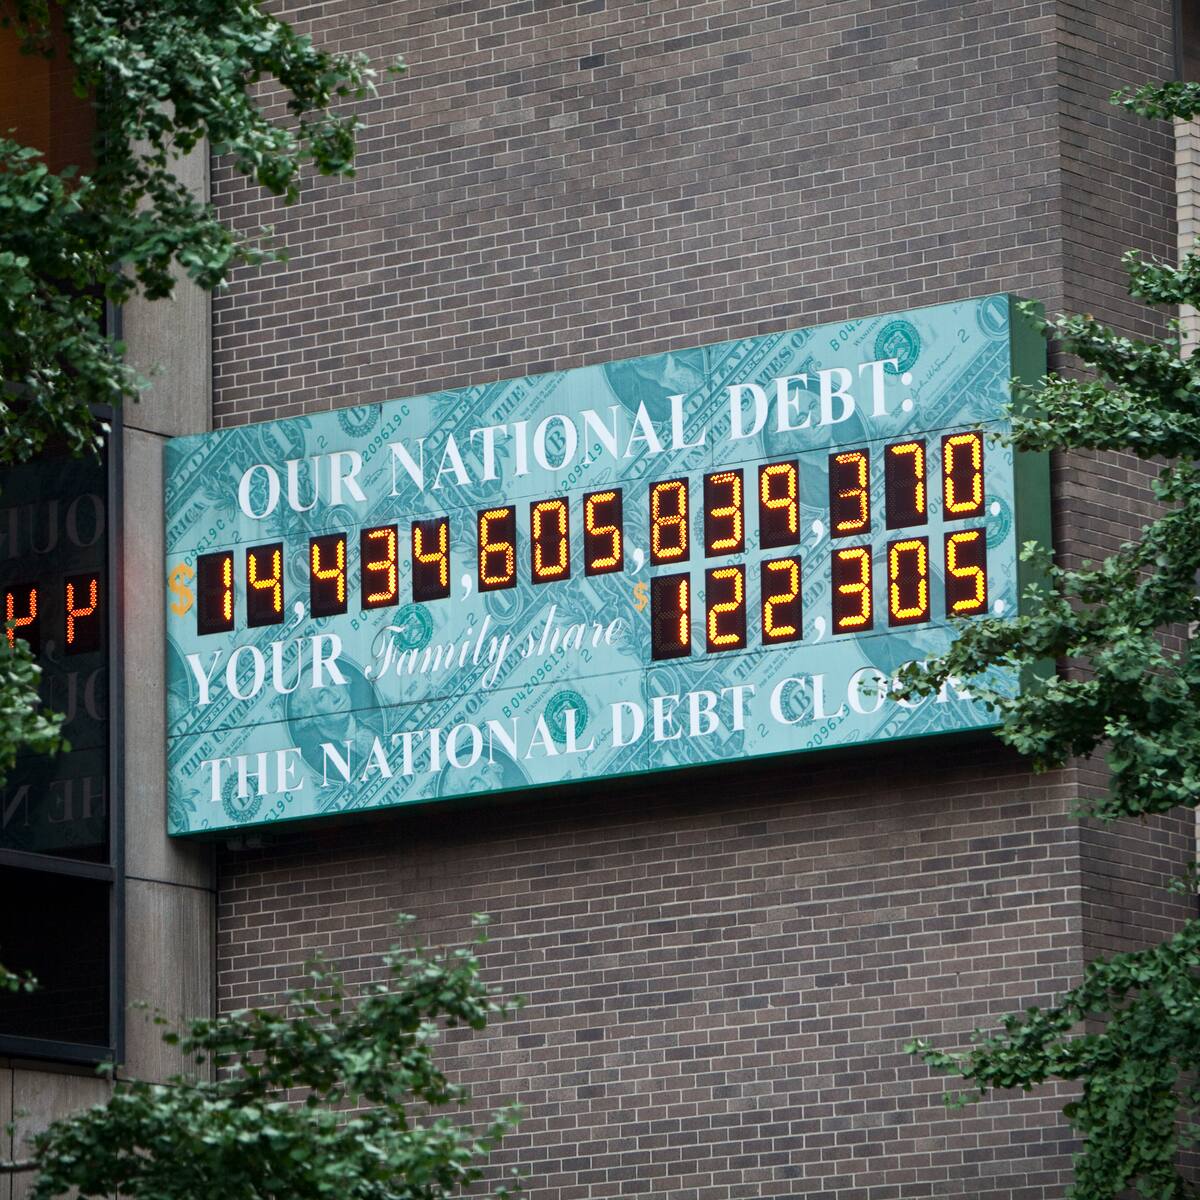 OUR NATIONAL DEBT:
$14,434,605,839,370.
YOUR Family share $122,305.
THE NATIONAL DEBT CLOCK